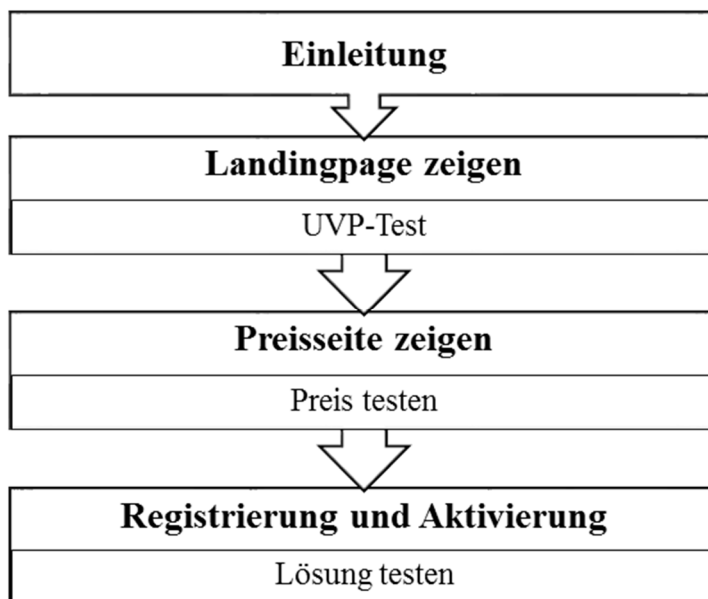 Einleitung
Landingpage zeigen
UVP-Test
Preisseite zeigen
Preis testen
Registrierung und Aktivierung
Lösung testen